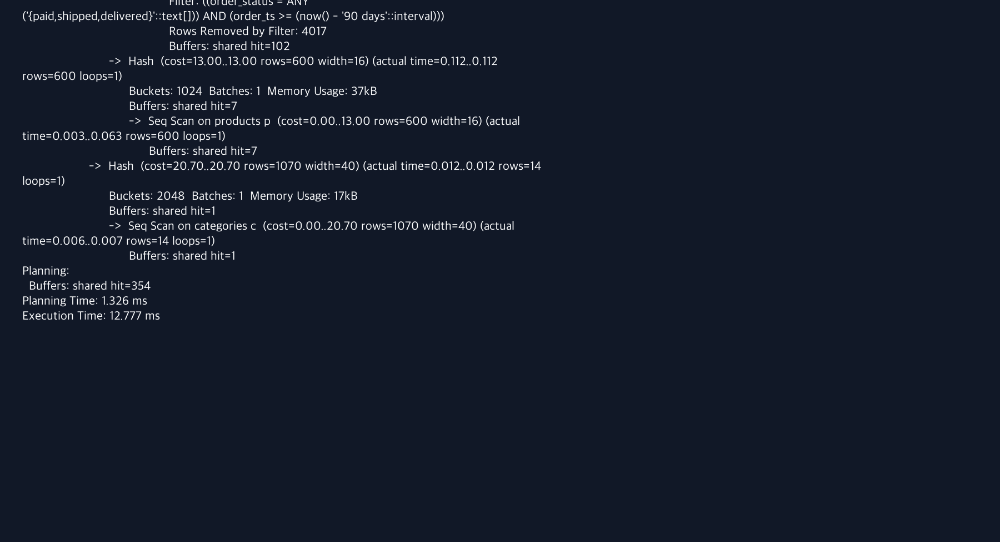 Filter: ((order_status = ANY
('{paid,shipped,delivered}'::text[])) AND (order_ts >= (now() - '90 days'::interval)))
Rows Removed by Filter: 4017
Buffers: shared hit=102
->  Hash  (cost=13.00..13.00 rows=600 width=16) (actual time=0.112..0.112
rows=600 loops=1)
Buckets: 1024  Batches: 1  Memory Usage: 37kB
Buffers: shared hit=7
->  Seq Scan on products p  (cost=0.00..13.00 rows=600 width=16) (actual
time=0.003..0.063 rows=600 loops=1)
Buffers: shared hit=7
->  Hash  (cost=20.70..20.70 rows=1070 width=40) (actual time=0.012..0.012 rows=14
loops=1)
Buckets: 2048  Batches: 1  Memory Usage: 17kB
Buffers: shared hit=1
->  Seq Scan on categories c  (cost=0.00..20.70 rows=1070 width=40) (actual
time=0.006..0.007 rows=14 loops=1)
Buffers: shared hit=1
Planning:
Buffers: shared hit=354
Planning Time: 1.326 ms
Execution Time: 12.777 ms